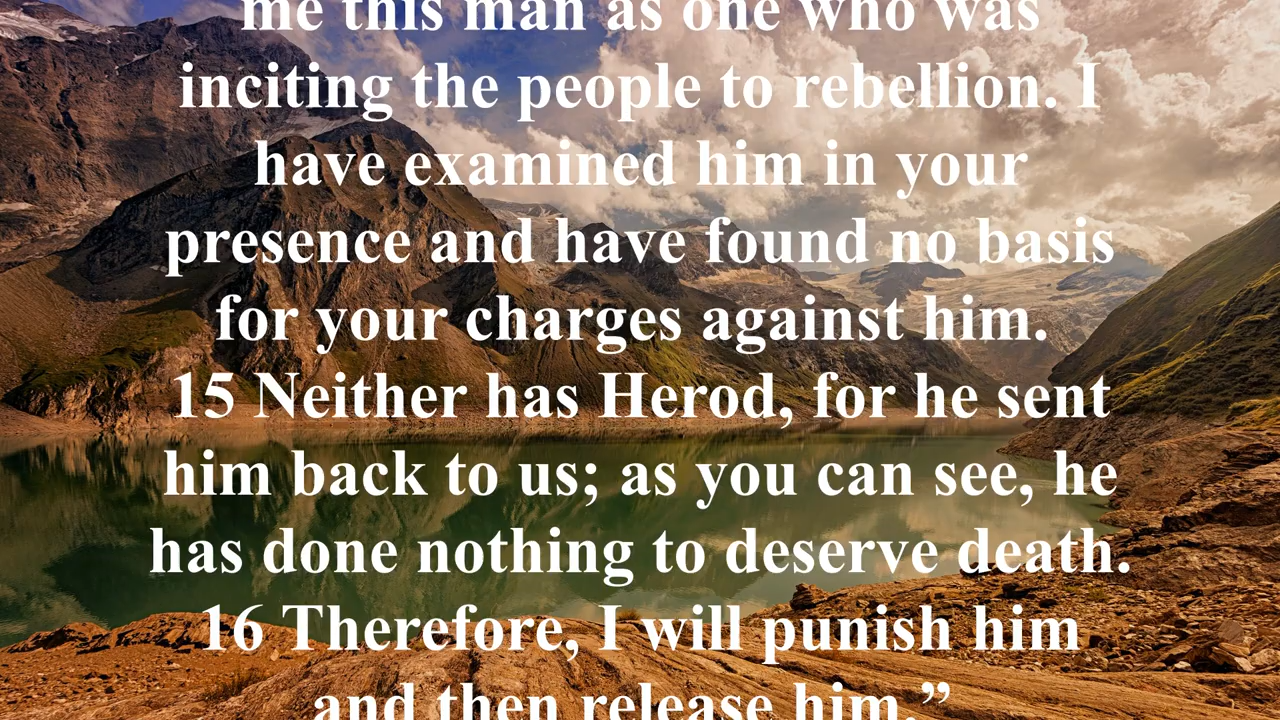 me this man as one who was
inciting the people to rebellion. I
have examined him in your
presence and have found no basis
for your charges against him.
15 Neither has Herod, for he sent
him back to us; as you can see, he
has done nothing to deserve death.
16 Therefore, I will punish him
and then release him.”